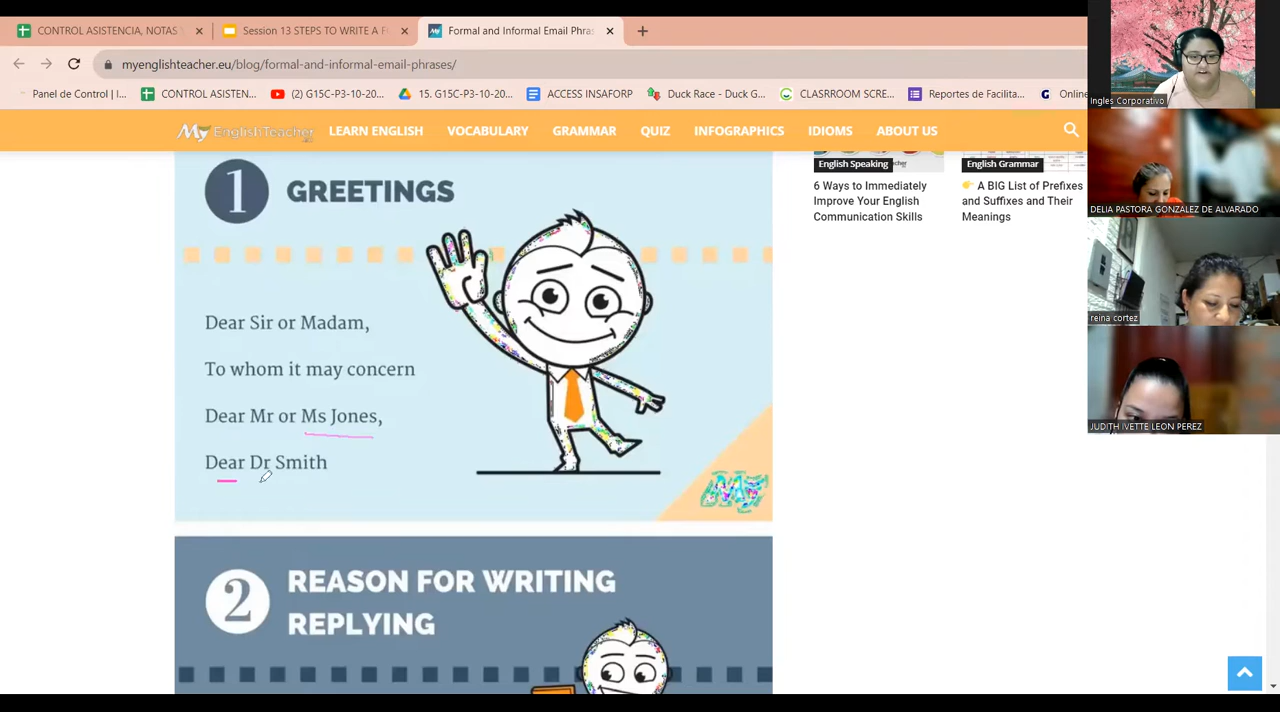 CONTROL ASISTENCIA, NOTAS Y
Session 13 STEPS TO WRITE A F
Formal and Informal Email Phras
myenglishteacher.eu/blog/formal-and-informal-email-phrases/
Panel de Control | I...
CONTROL ASISTEN...
(2) G15C-P3-10-20...
15. G15C-P3-10-20...
ACCESS INSAFORP
Duck Race - Duck G...
CLASRROOM SCRE...
Reportes de Facilita...
Online
My EnglishTeacher
LEARN ENGLISH
VOCABULARY
GRAMMAR
QUIZ
INFOGRAPHICS
IDIOMS
ABOUT US
1 GREETINGS
Dear Sir or Madam,
To whom it may concern
Dear Mr or Ms Jones,
Dear Dr Smith
My
2 REASON FOR WRITING
REPLYING
English Speaking
6 Ways to Immediately
Improve Your English
Communication Skills
English Grammar
A BIG List of Prefixes
and Suffixes and Their
Meanings
Ingles Corporativo
DELIA PASTORA GONZALEZ DE ALVARADO
reina cortez
JUDITH IVETTE LEON PEREZ